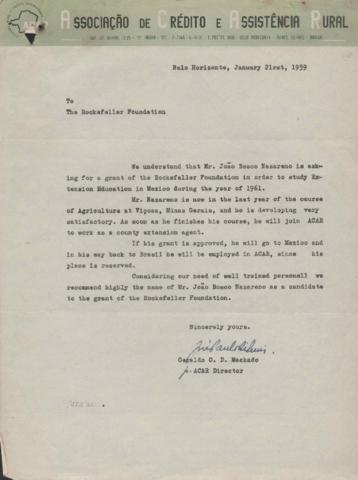 ASSOCIAÇÃO DE CRÉDITO E ASSISTÊNCIA RURAL
Belo Horizonte, January 21rst, 1959
To
The Rocksfeller Foundation
We understand that Mr. João Bosco Nazareno is ask-
ing for a grant of the Rocksfeller Foundation in order to study Ex-
tension Education in Mexico during the year of 1961.
Mr. Nazareno is now in the last year of the course
of Agriculture at Viçosa, Minas Gerais, and he is developing very
satisfactory. As soon as he finishes his course, he will join ACAR
to work as a county extension agent.
If his grant is approved, he will go to Mexico and
in his way back to Brasil he will be employed in ACAR, since his
place is reserved.
Considering our need of well trained personall we
recommend highly the name of Mr. João Bosco Nazareno as a candidate
to the grant of the Rocksfeller Foundation.
Sincerely yours.
Geraldo O. D. Machado
ACAR Director